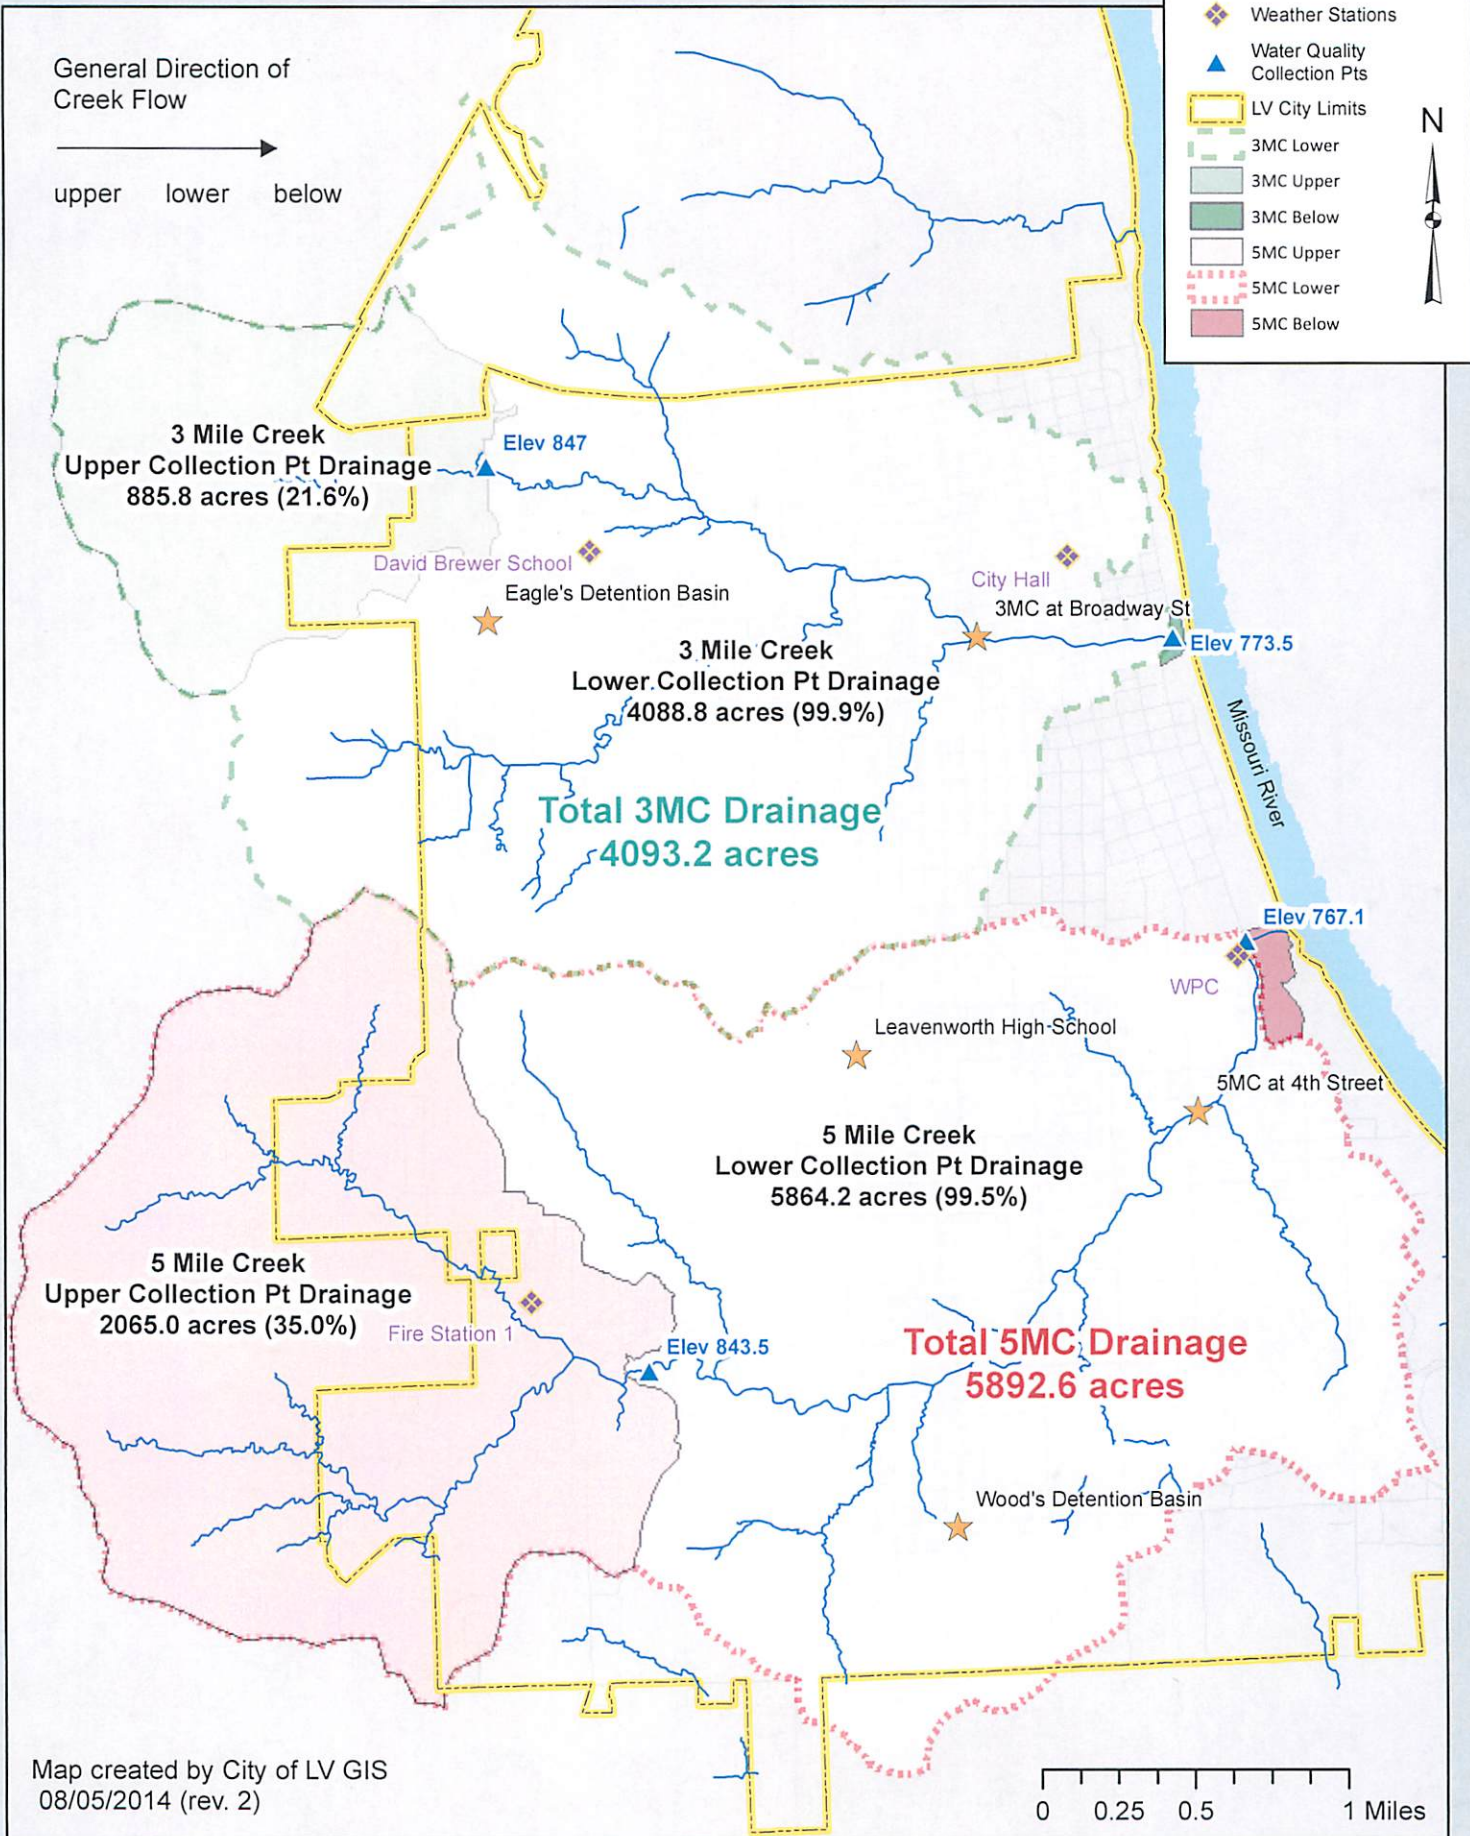 General Direction of
Creek Flow
upper lower below
Weather Stations
Water Quality
Collection Pts
LV City Limits
3MC Lower
3MC Upper
3MC Below
5MC Upper
5MC Lower
5MC Below
N
3 Mile Creek
Upper Collection Pt Drainage
885.8 acres (21.6%)
Elev 847
David Brewer School
Eagle's Detention Basin
City Hall
3MC at Broadway St
Elev 773.5
3 Mile Creek
Lower Collection Pt Drainage
4088.8 acres (99.9%)
Missouri River
Total 3MC Drainage
4093.2 acres
Elev 767.1
WPC
Leavenworth High School
5MC at 4th Street
5 Mile Creek
Lower Collection Pt Drainage
5864.2 acres (99.5%)
5 Mile Creek
Upper Collection Pt Drainage
2065.0 acres (35.0%)
Fire Station 1
Elev 843.5
Total 5MC Drainage
5892.6 acres
Wood's Detention Basin
Map created by City of LV GIS
08/05/2014 (rev. 2)
0 0.25 0.5 1 Miles